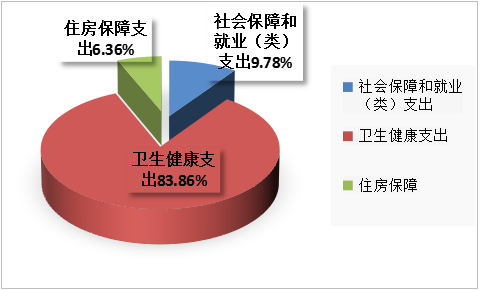 住房保障支
出6.36%
社会保障和
就业（类）
支出9.78%
卫生健康支
出83.86%
社会保障和就业
（类）支出
卫生健康支出
住房保障